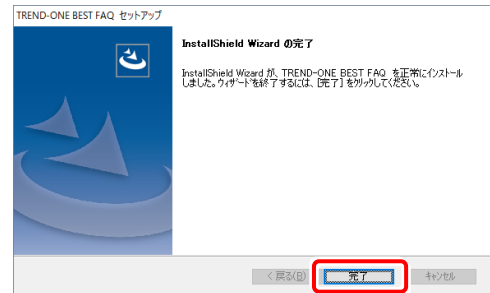 TREND-ONE BEST FAQ セットアップ
InstallShield Wizard の完了
InstallShield Wizard が、TREND-ONE BEST FAQ を正常にインストール
しました。ウィザードを終了するには、[完了] をクリックしてください。
< 戻る(B)
完了
キャンセル